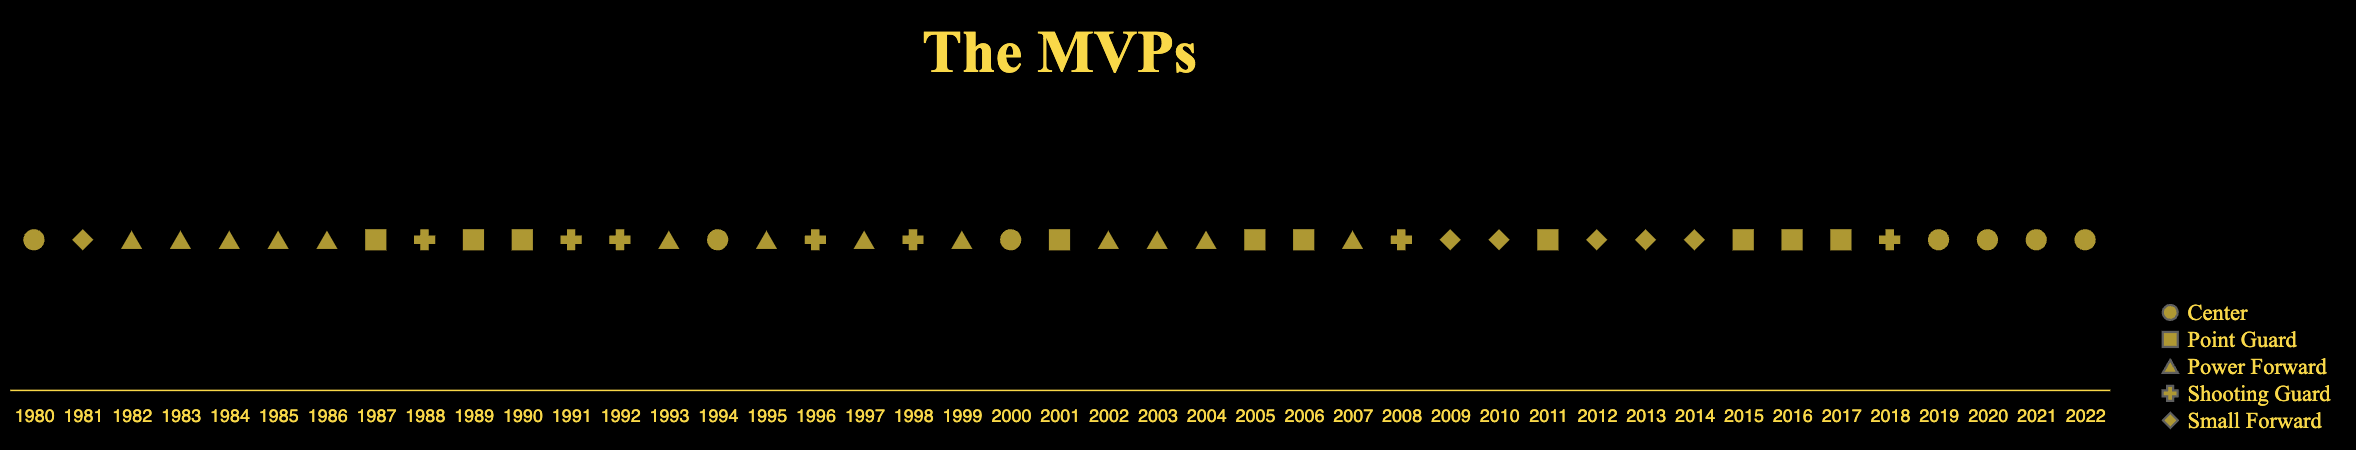 The MVPs
1980 1981 1982 1983 1984 1985 1986 1987 1988 1989 1990 1991 1992 1993 1994 1995 1996 1997 1998 1999 2000 2001 2002 2003 2004 2005 2006 2007 2008 2009 2010 2011 2012 2013 2014 2015 2016 2017 2018 2019 2020 2021 2022
Center
Point Guard
Power Forward
Shooting Guard
Small Forward